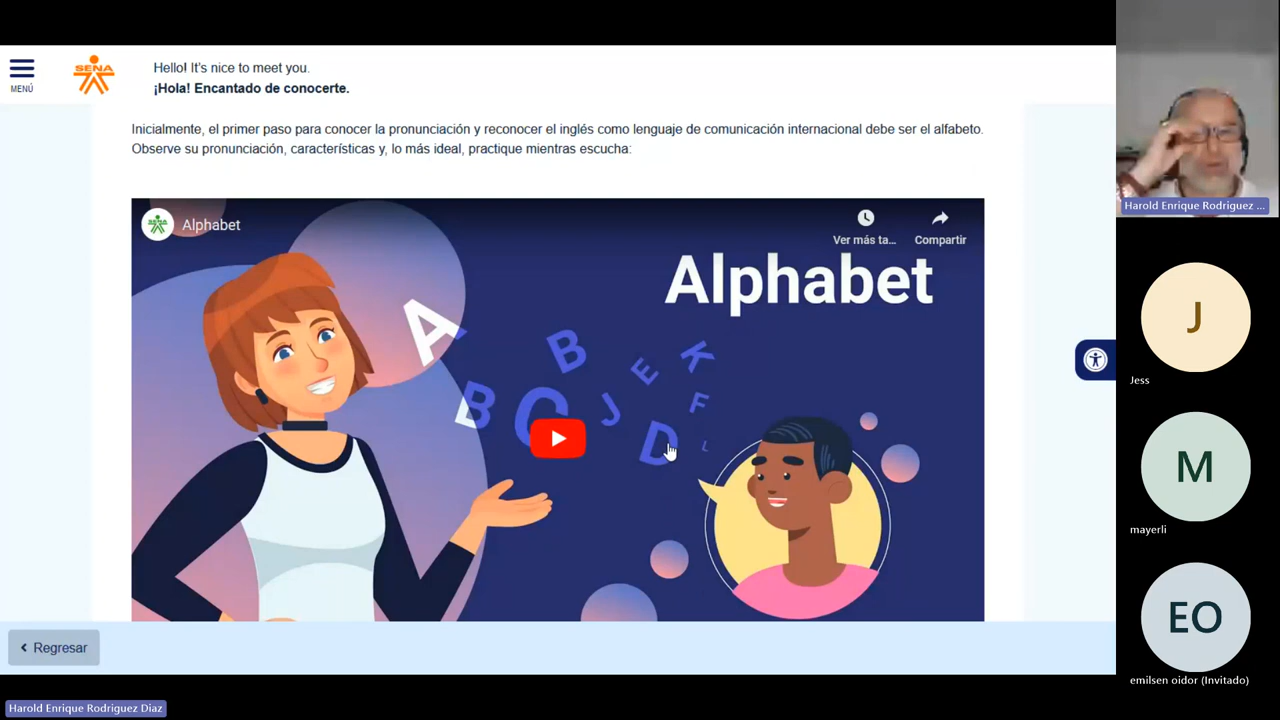 MENÚ
SENA
Hello! It's nice to meet you.
¡Hola! Encantado de conocerte.
Inicialmente, el primer paso para conocer la pronunciación y reconocer el inglés como lenguaje de comunicación internacional debe ser el alfabeto.
Observe su pronunciación, características y, lo más ideal, practique mientras escucha:
SENA
Alphabet
Ver más ta...
Compartir
Alphabet
A
B
K
E
B
C
J
F
D
L
Regresar
Harold Enrique Rodriguez ...
J
Jess
M
mayerli
EO
emilsen oidor (Invitado)
Harold Enrique Rodriguez Diaz